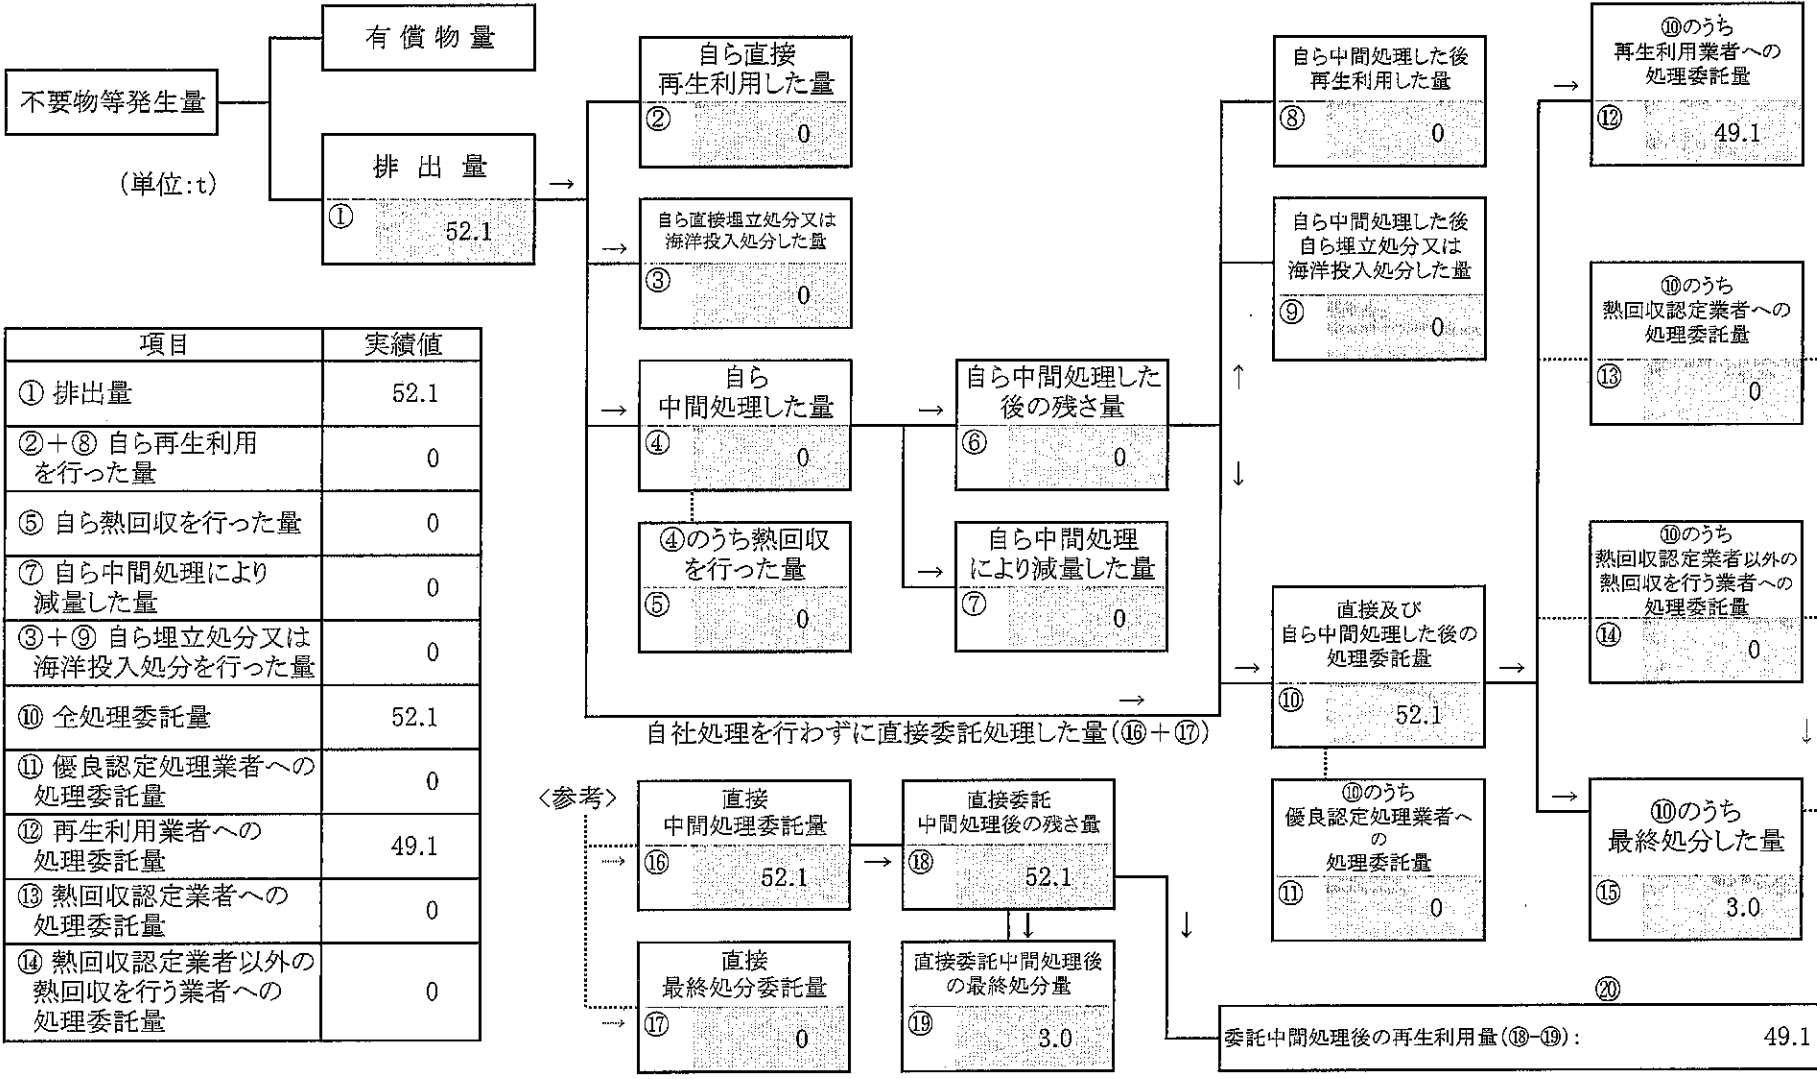 不要物等発生量
(単位:t)
有償物量
排出量
→
① 52.1
自ら直接
再生利用した量
② 0
自ら直接埋立処分又は
海洋投入処分した量
→
③ 0
自ら
中間処理した量
→
④ 0
④のうち熱回収
を行った量
⑤ 0
自ら中間処理した
後の残さ量
→
⑥ 0
自ら中間処理
により減量した量
→
⑦ 0
自ら中間処理した後
再生利用した量
⑧ 0
自ら中間処理した後
自ら埋立処分又は
海洋投入処分した量
⑨ 0
↑
↓
直接及び
自ら中間処理した後の
処理委託量
→
⑩ 52.1
→
自社処理を行わずに直接委託処理した量(⑯+⑰)
⑩のうち
優良認定処理業者へ
の
処理委託量
⑪ 0
→
⑩のうち
再生利用業者への
処理委託量
→
⑫ 49.1
⑩のうち
熱回収認定業者への
処理委託量
⑬ 0
⑩のうち
熱回収認定業者以外の
熱回収を行う業者への
処理委託量
⑭ 0
↓
→
⑩のうち
最終処分した量
⑮ 3.0
項目 実績値
① 排出量 52.1
②+⑧ 自ら再生利用
を行った量 0
⑤ 自ら熱回収を行った量 0
⑦ 自ら中間処理により
減量した量 0
③+⑨ 自ら埋立処分又は
海洋投入処分を行った量 0
⑩ 全処理委託量 52.1
⑪ 優良認定処理業者への
処理委託量 0
⑫ 再生利用業者への
処理委託量 49.1
⑬ 熱回収認定業者への
処理委託量 0
⑭ 熱回収認定業者以外の
熱回収を行う業者への
処理委託量 0
〈参考〉
直接
中間処理委託量
→
⑯ 52.1
直接
最終処分委託量
→
⑰ 0
直接委託
中間処理後の残さ量
→
⑱ 52.1
↓
直接委託中間処理後
の最終処分量
⑲ 3.0
↓
⑳
委託中間処理後の再生利用量(⑱-⑲): 49.1